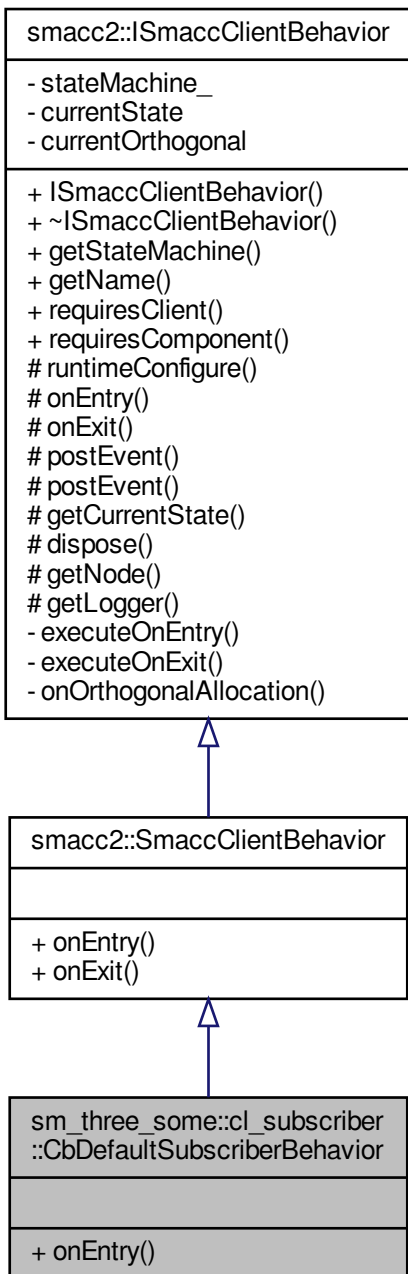 smacc2::ISmaccClientBehavior
- stateMachine_
- currentState
- currentOrthogonal
+ ISmaccClientBehavior()
+ ~ISmaccClientBehavior()
+ getStateMachine()
+ getName()
+ requiresClient()
+ requiresComponent()
# runtimeConfigure()
# onEntry()
# onExit()
# postEvent()
# postEvent()
# getCurrentState()
# dispose()
# getNode()
# getLogger()
- executeOnEntry()
- executeOnExit()
- onOrthogonalAllocation()
smacc2::SmaccClientBehavior
+ onEntry()
+ onExit()
sm_three_some::cl_subscriber
::CbDefaultSubscriberBehavior
+ onEntry()